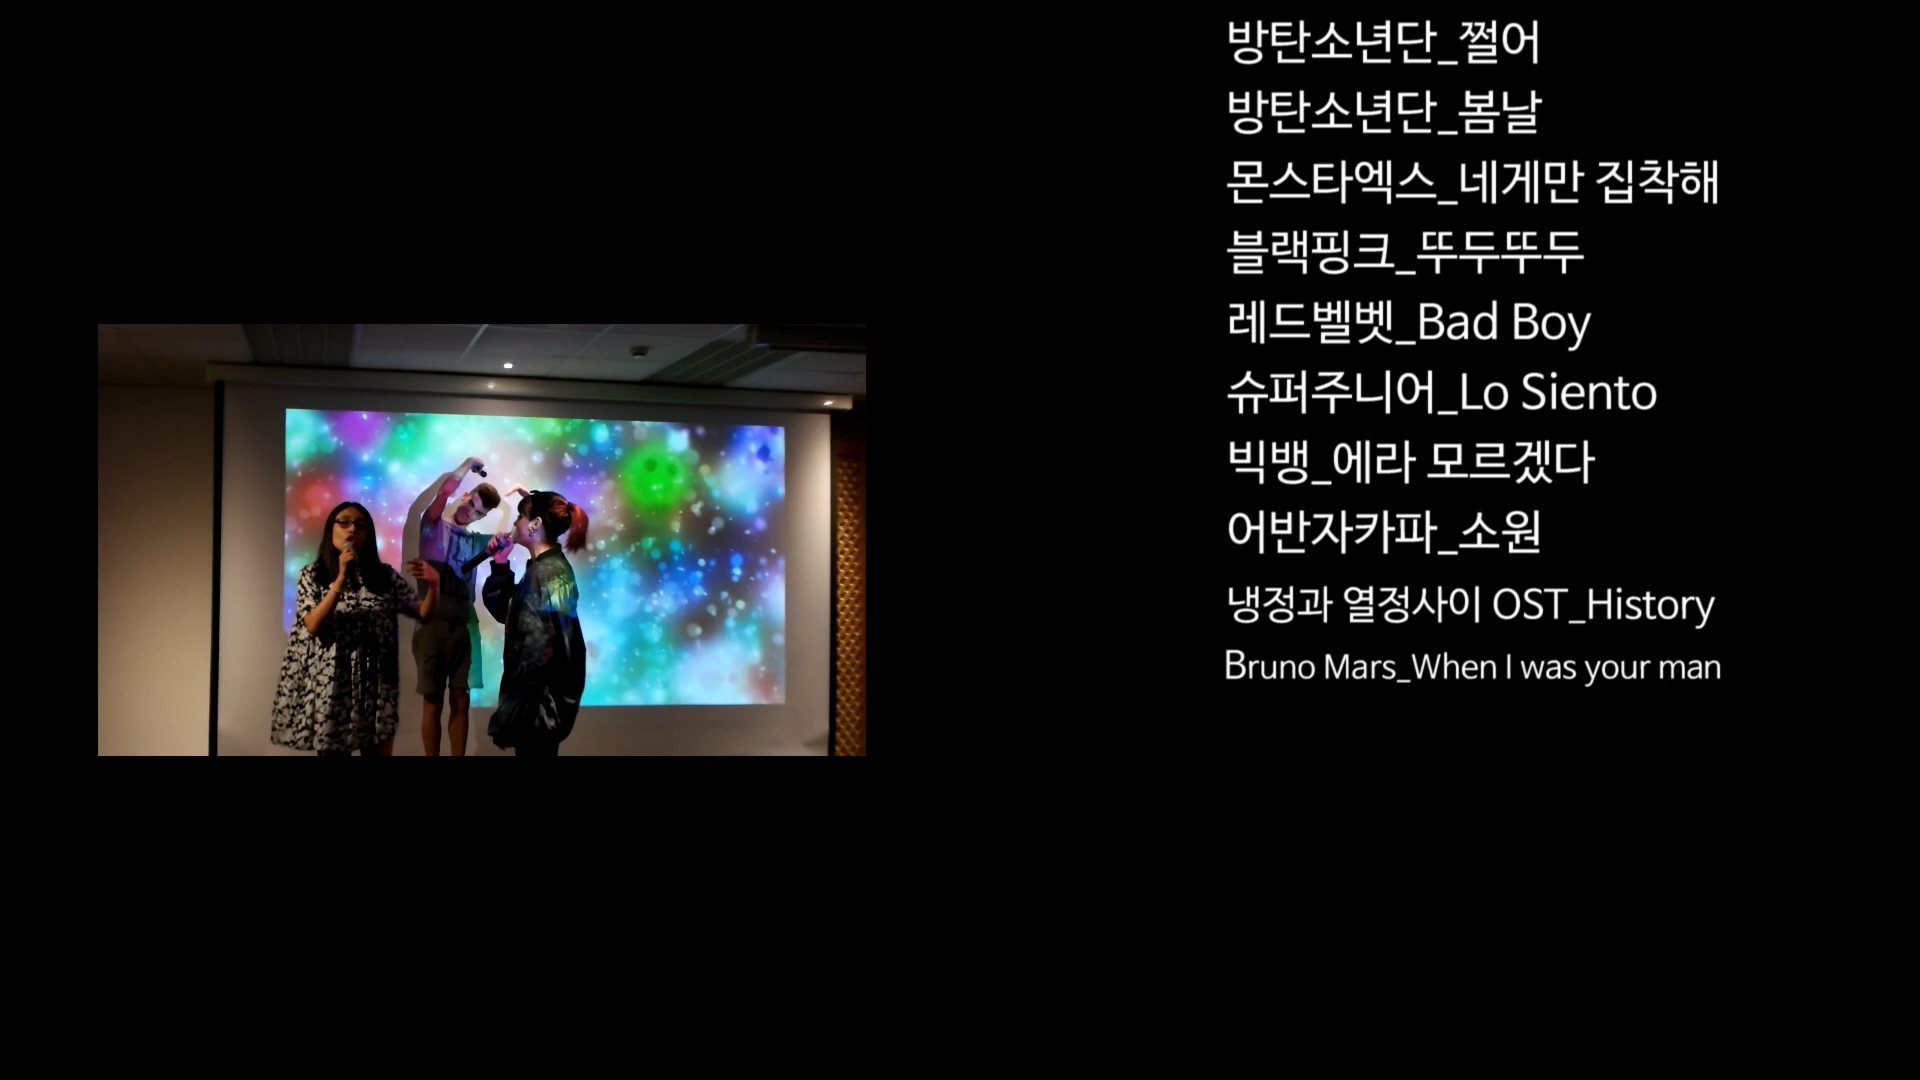 방탄소년단_쩔어
방탄소년단_봄날
몬스타엑스_네게만 집착해
블랙핑크_뚜두뚜두
레드벨벳_Bad Boy
슈퍼주니어_Lo Siento
빅뱅_에라 모르겠다
어반자카파_소원
냉정과 열정사이 OST_History
Bruno Mars_When I was your man